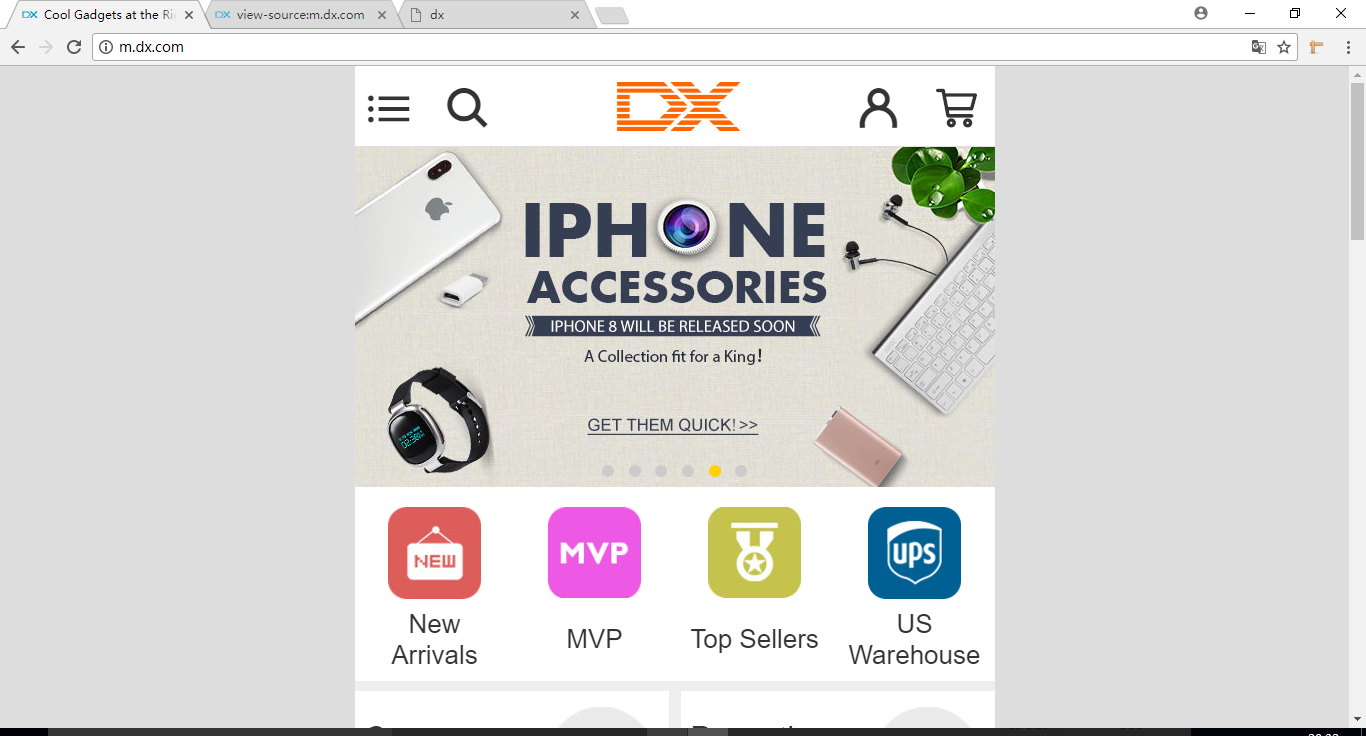 Cool Gadgets at the Ri
view-source:m.dx.com
dx
m.dx.com
DX
IPHONE
ACCESSORIES
IPHONE 8 WILL BE RELEASED SOON
A Collection fit for a King!
GET THEM QUICK! >>
NEW
MVP
UPS
New Arrivals
MVP
Top Sellers
US Warehouse